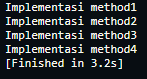 Implementasi method1
Implementasi method2
Implementasi method3
Implementasi method4
[Finished in 3.2s]